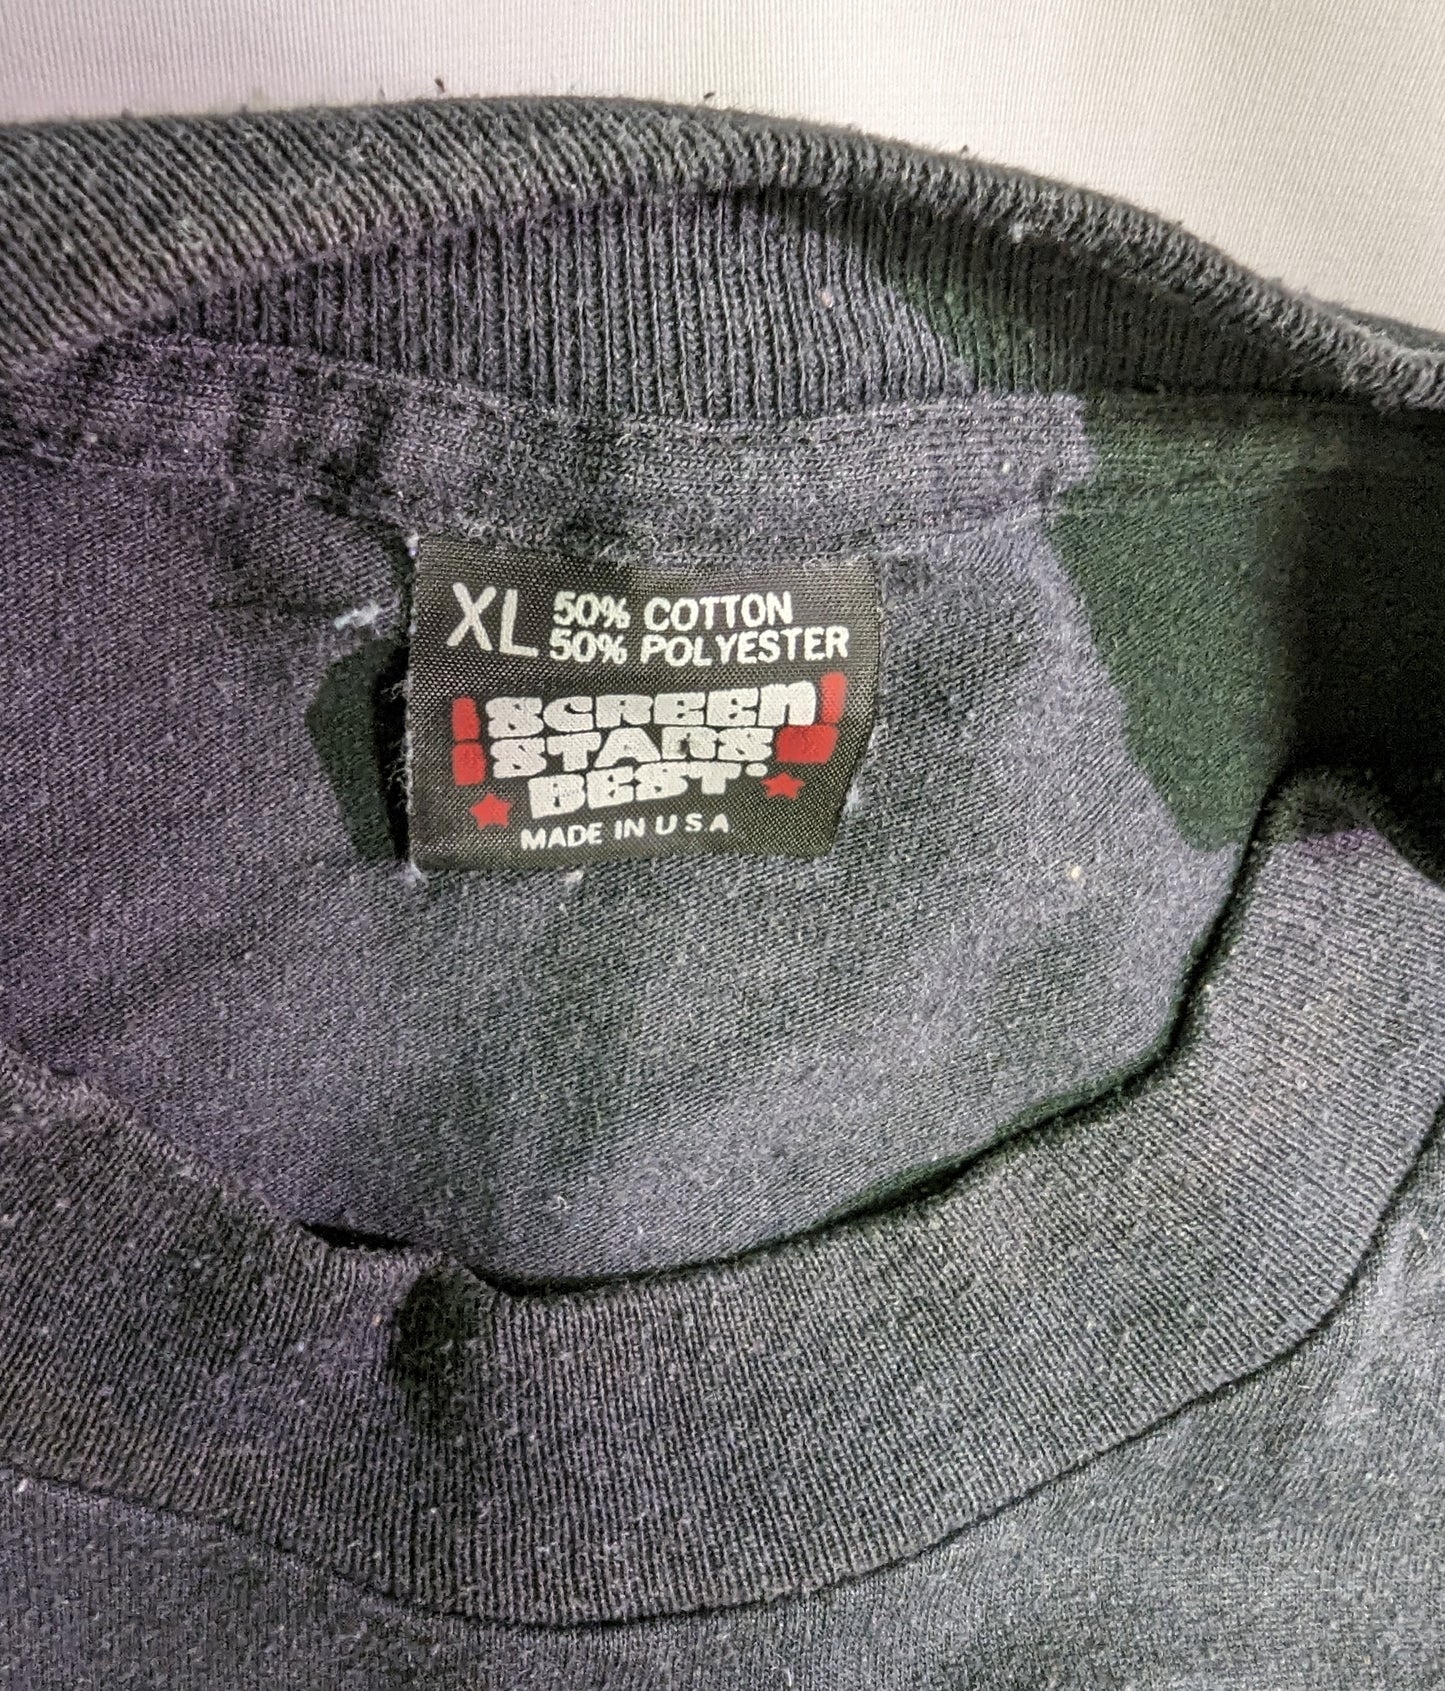 XL 50% COTTON
50% POLYESTER
SCREEN
STARS
BEST
MADE IN U S A